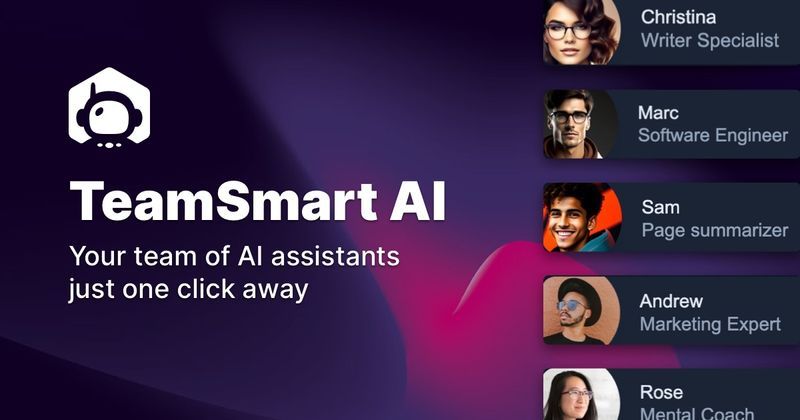 TeamSmart AI
Your team of AI assistants
just one click away
Christina
Writer Specialist
Marc
Software Engineer
Sam
Page summarizer
Andrew
Marketing Expert
Rose
Mental Coach